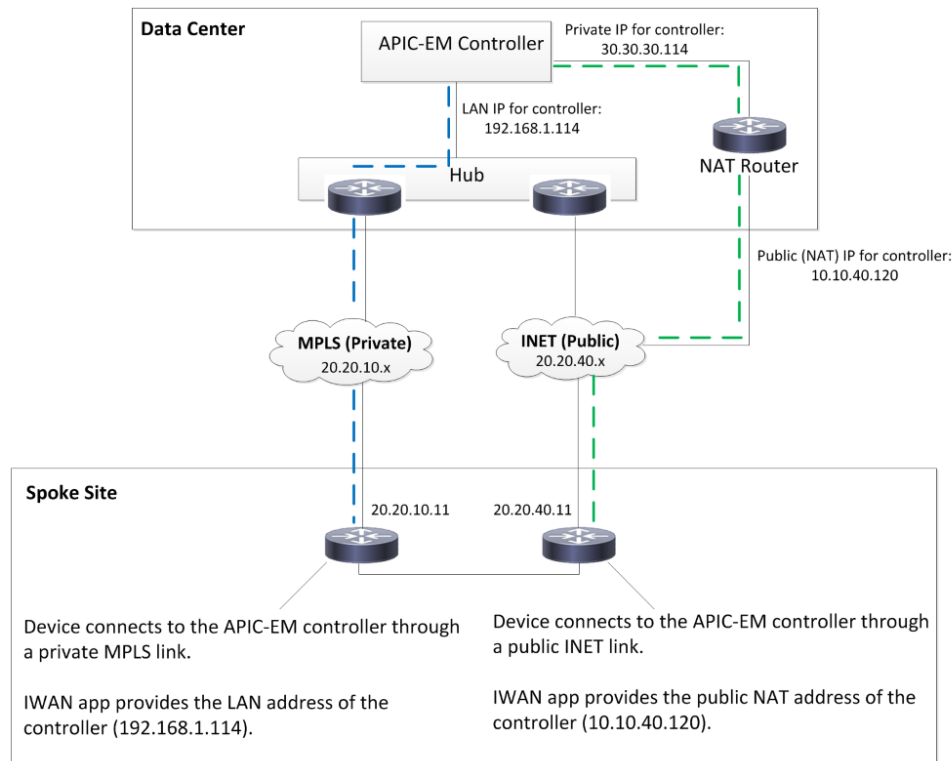 Data Center
APIC-EM Controller
Private IP for controller:
30.30.30.114
LAN IP for controller:
192.168.1.114
Hub
NAT Router
Public (NAT) IP for controller:
10.10.40.120
MPLS (Private)
20.20.10.x
INET (Public)
20.20.40.x
Spoke Site
20.20.10.11
20.20.40.11
Device connects to the APIC-EM controller through
a private MPLS link.
IWAN app provides the LAN address of the
controller (192.168.1.114).
Device connects to the APIC-EM controller through
a public INET link.
IWAN app provides the public NAT address of the
controller (10.10.40.120).